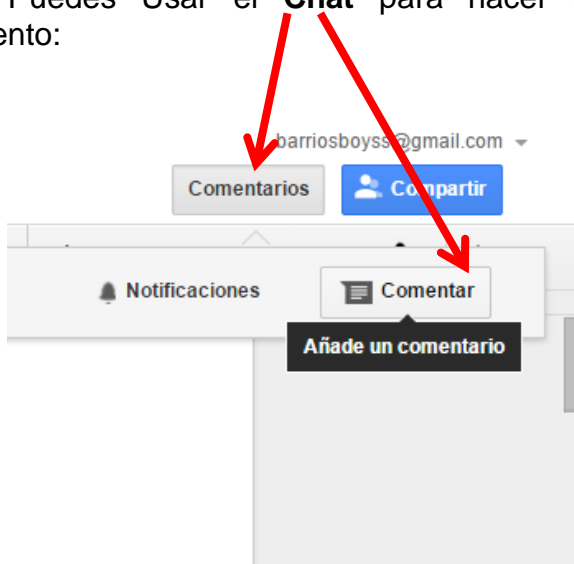 Puedes Usar el Chat para hacer
ento:
barriosboyss@gmail.com
Comentarios
Compartir
Notificaciones
Comentar
Añade un comentario